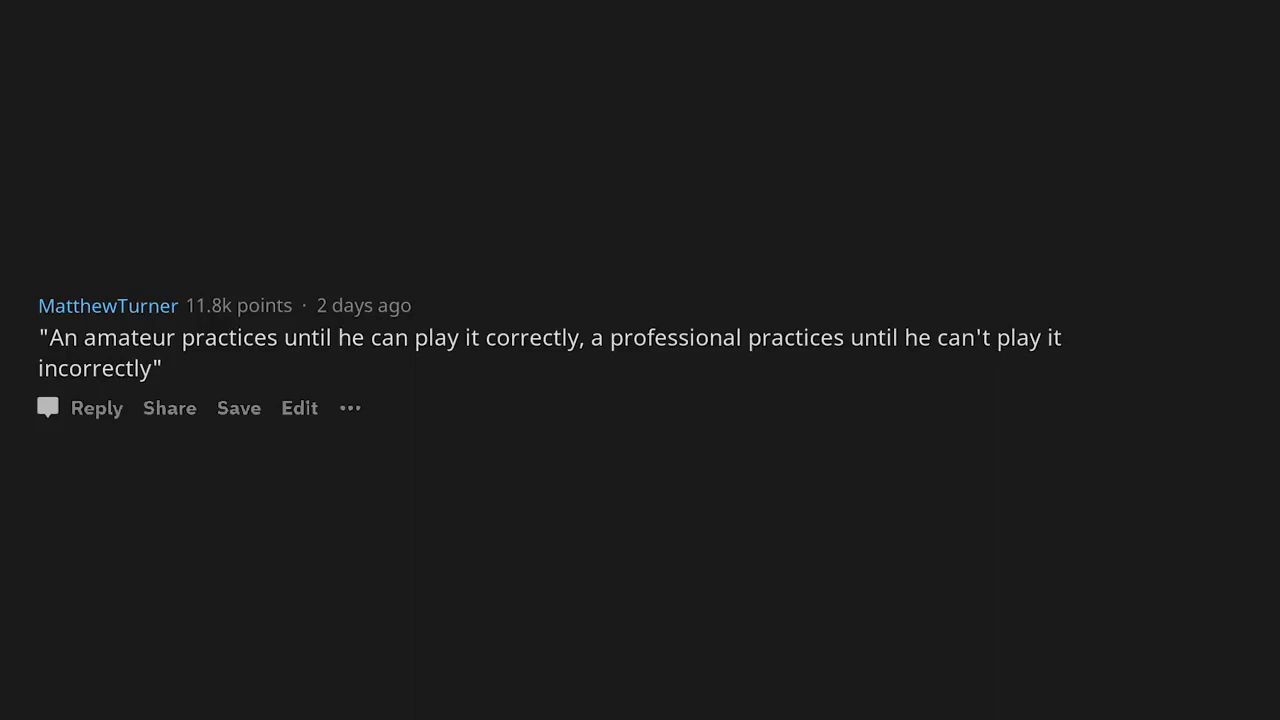 MatthewTurner 11.8k points · 2 days ago
"An amateur practices until he can play it correctly, a professional practices until he can't play it
incorrectly"
Reply Share Save Edit •••